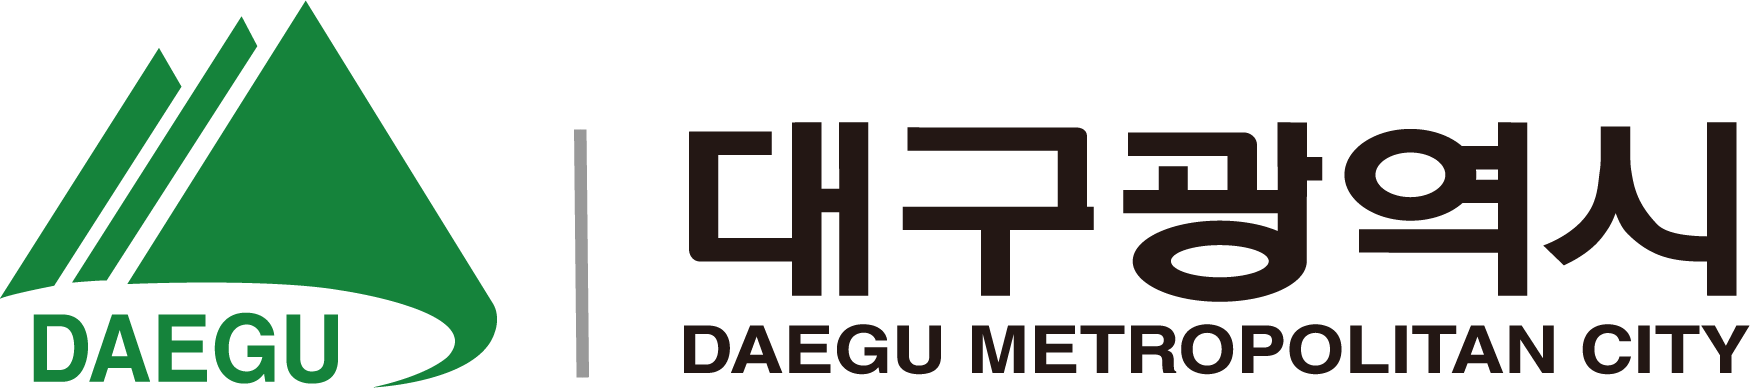 DAEGU
대구광역시
DAEGU METROPOLITAN CITY